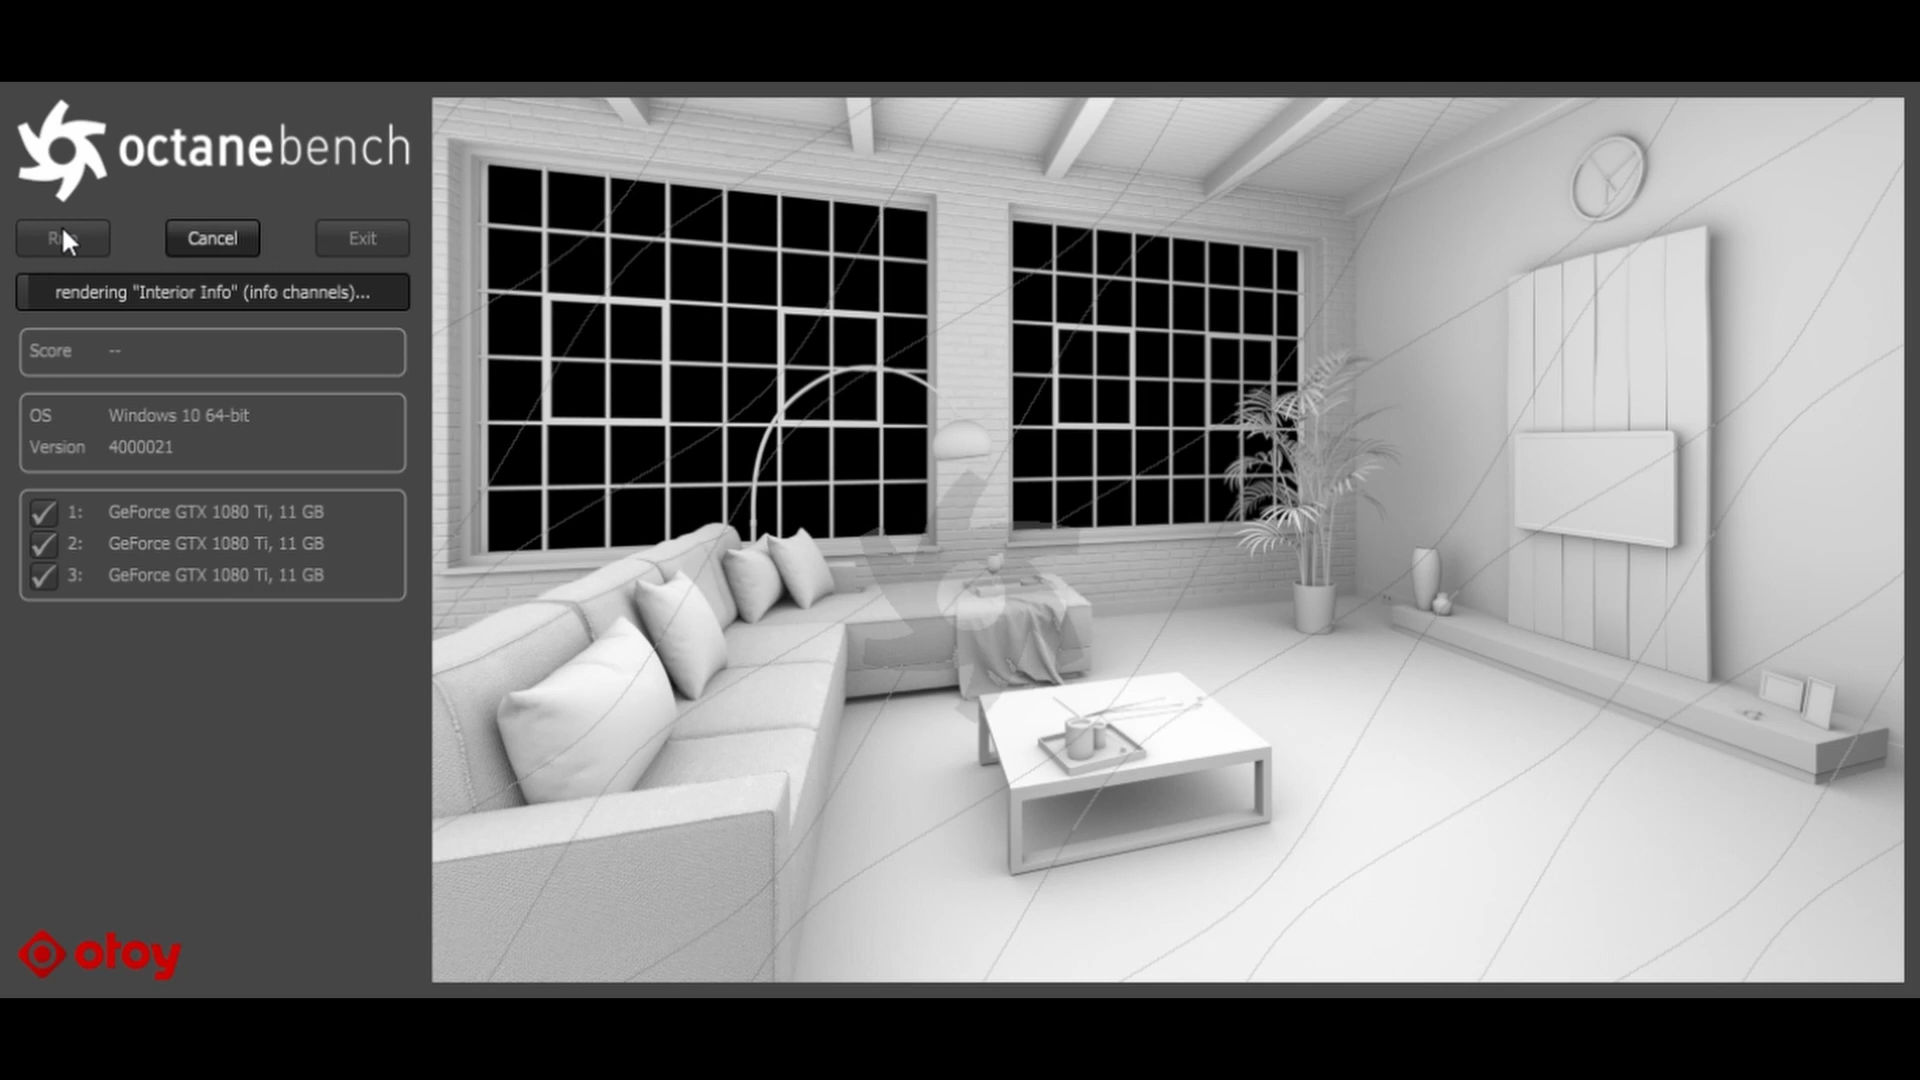 octanebench
Cancel
Exit
rendering "Interior Info" (info channels)...
Score --
OS Windows 10 64-bit
Version 4000021
1: GeForce GTX 1080 Ti, 11 GB
2: GeForce GTX 1080 Ti, 11 GB
3: GeForce GTX 1080 Ti, 11 GB
otoy